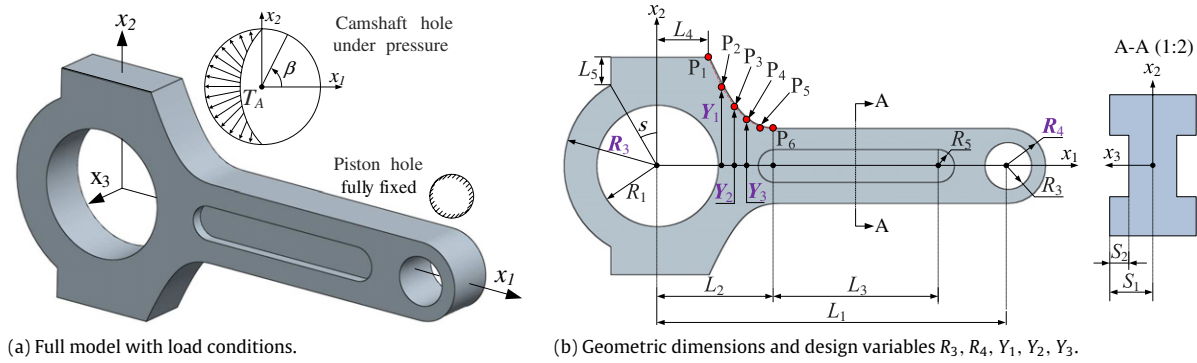 x₂
x₂
Camshaft hole
under pressure
β
x₁
T_A
Piston hole
fully fixed
x₃
x₁
(a) Full model with load conditions.
x₂
L₄
P₂
P₃
P₁
P₄
P₅
L₅
A
A-A (1:2)
x₂
s
Y₁
R₃
R₄
P₆
R₅
x₁
x₃
R₁
Y₂
Y₃
R₃
A
L₂
L₃
S₂
S₁
L₁
(b) Geometric dimensions and design variables R₃, R₄, Y₁, Y₂, Y₃.